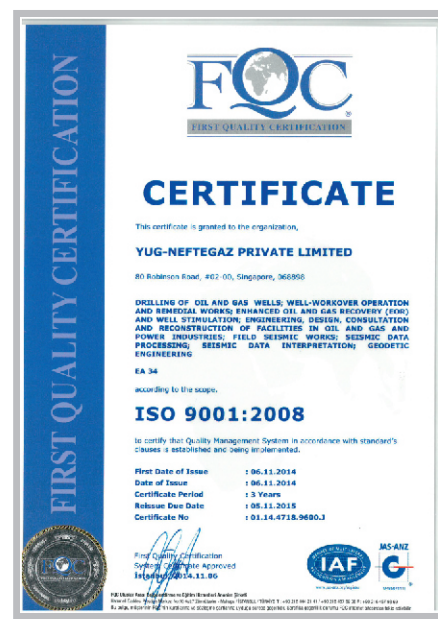 FIRST QUALITY CERTIFICATION
FQC
®
FIRST QUALITY CERTIFICATION
CERTIFICATE
This certificate is granted to the organization,
YUG-NEFTEGAZ PRIVATE LIMITED
80 Robinson Road, #02-00, Singapore, 068898
DRILLING OF OIL AND GAS WELLS; WELL-WORKOVER OPERATION
AND REMEDIAL WORKS; ENHANCED OIL AND GAS RECOVERY (EOR)
AND WELL STIMULATION; ENGINEERING, DESIGN, CONSULTATION
AND RECONSTRUCTION OF FACILITIES IN OIL AND GAS AND
POWER INDUSTRIES; FIELD SEISMIC WORKS; SEISMIC DATA
PROCESSING; SEISMIC DATA INTERPRETATION; GEODETIC
ENGINEERING
EA 34
according to the scope.
ISO 9001:2008
to certify that Quality Management System in accordance with standard's
clauses is established and being implemented.
First Date of Issue : 06.11.2014
Date of Issue : 06.11.2014
Certificate Period : 3 Years
Reissue Due Date : 05.11.2015
Certificate No : 01.14.4718.9600.J
First Quality Certification
System Certificate Approved
İstanbul, 2014.11.06
FQC
IAF
JAS-ANZ